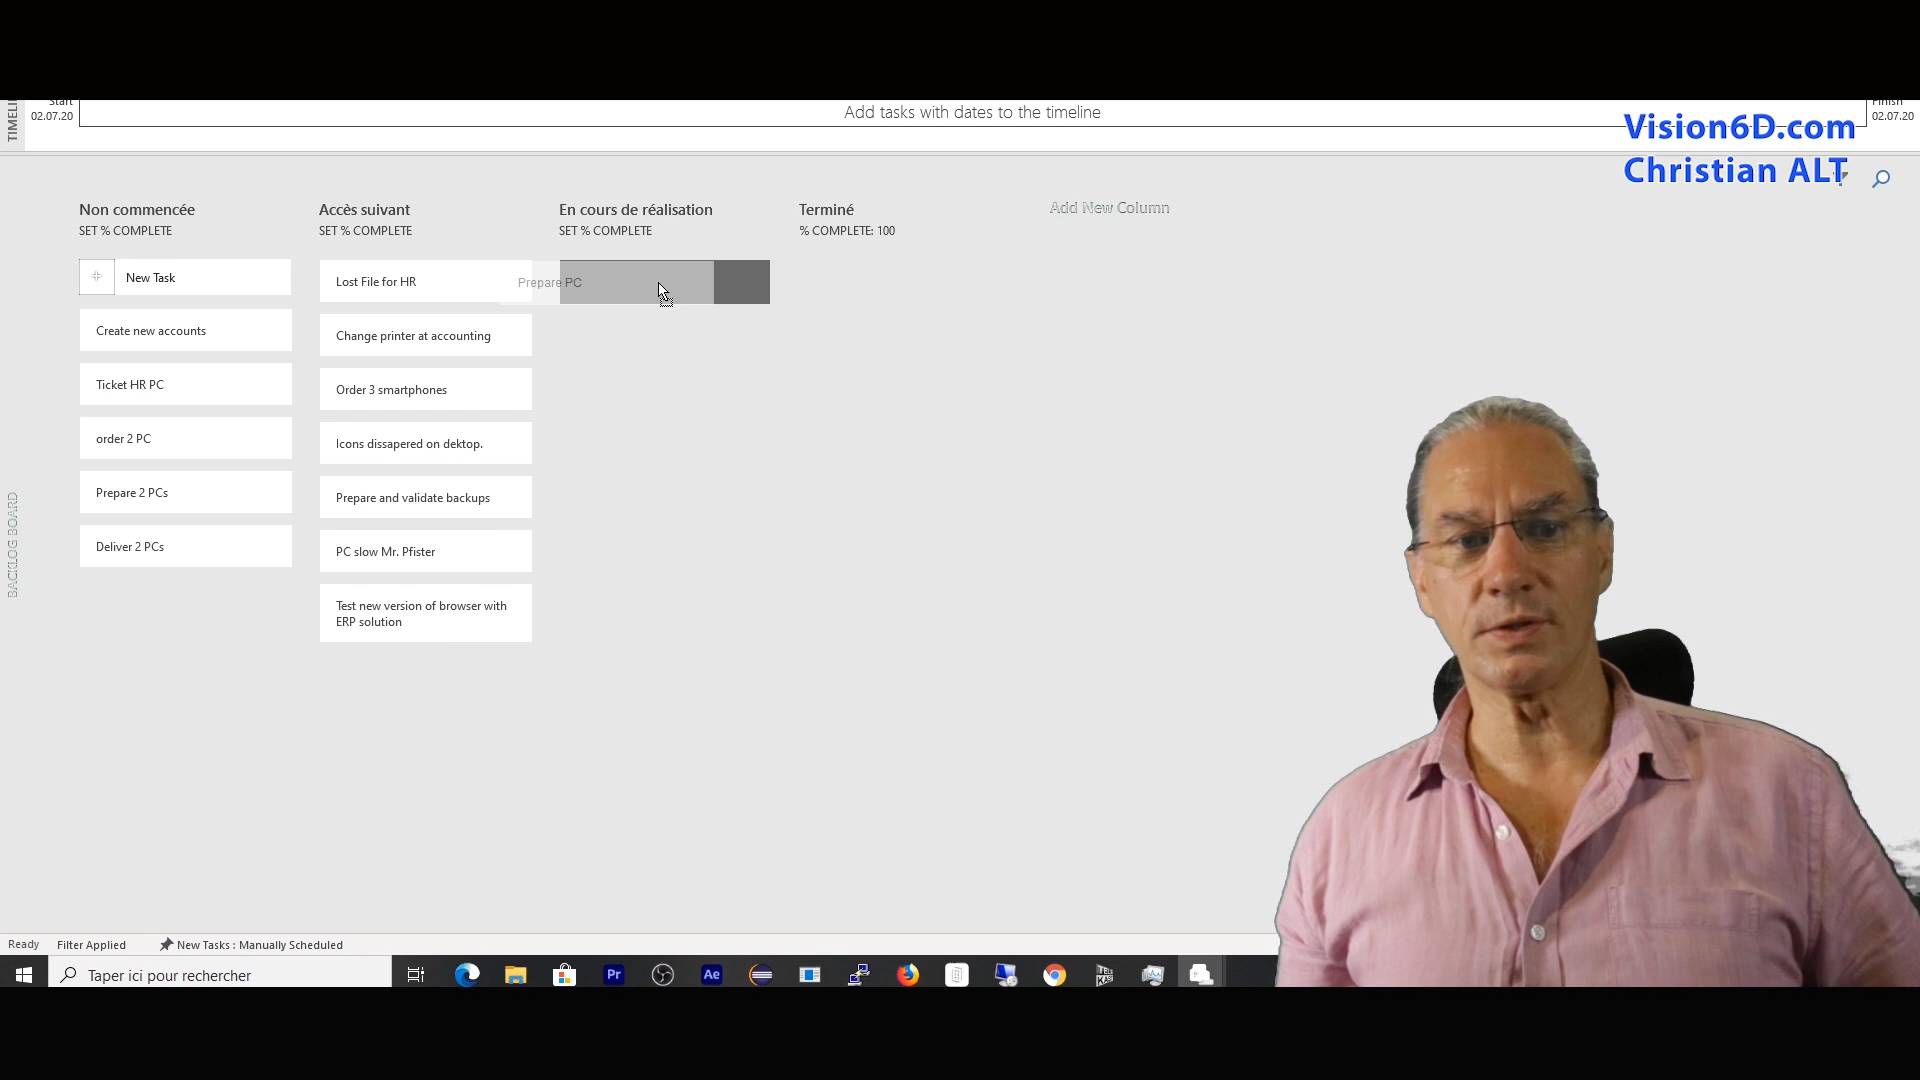 Start
Finish
TIMELI
02.07.20
Add tasks with dates to the timeline
02.07.20
Vision6D.com
Christian ALT
Non commencée
SET % COMPLETE
New Task
Create new accounts
Ticket HR PC
order 2 PC
Prepare 2 PCs
Deliver 2 PCs
Accès suivant
SET % COMPLETE
Lost File for HR
Change printer at accounting
Order 3 smartphones
Icons dissapered on dektop.
Prepare and validate backups
PC slow Mr. Pfister
Test new version of browser with
ERP solution
En cours de réalisation
SET % COMPLETE
Prepare PC
Terminé
% COMPLETE: 100
Add New Column
BACKLOG BOARD
Ready
Filter Applied
New Tasks : Manually Scheduled
Taper ici pour rechercher
Pr
Ae